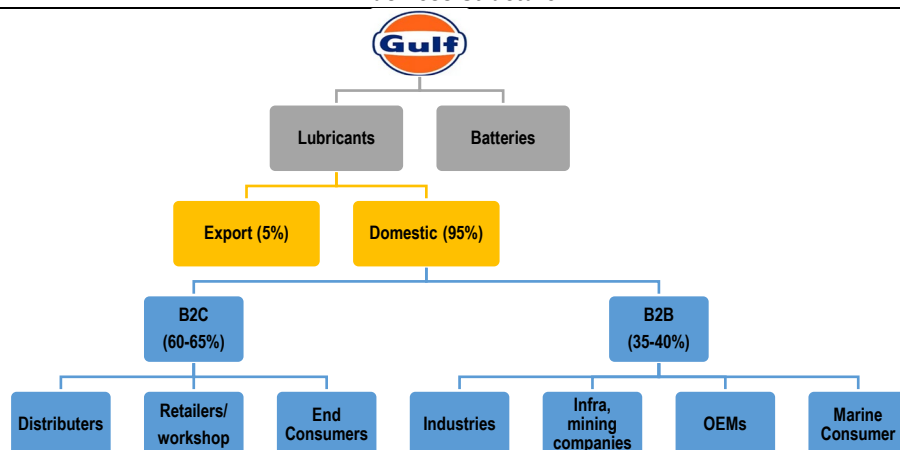 Gulf
Lubricants
Batteries
Export (5%)
Domestic (95%)
B2C
(60-65%)
B2B
(35-40%)
Distributers
Retailers/
workshop
End
Consumers
Industries
Infra,
mining
companies
OEMs
Marine
Consumer